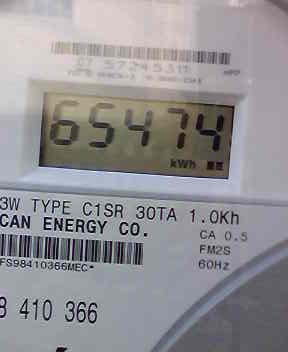 65474
kWh
3W TYPE C1SR 30TA 1.0Kh
CAN ENERGY CO.
CA 0.5
FM2S
60Hz
FS98410366MEC*
8 410 366